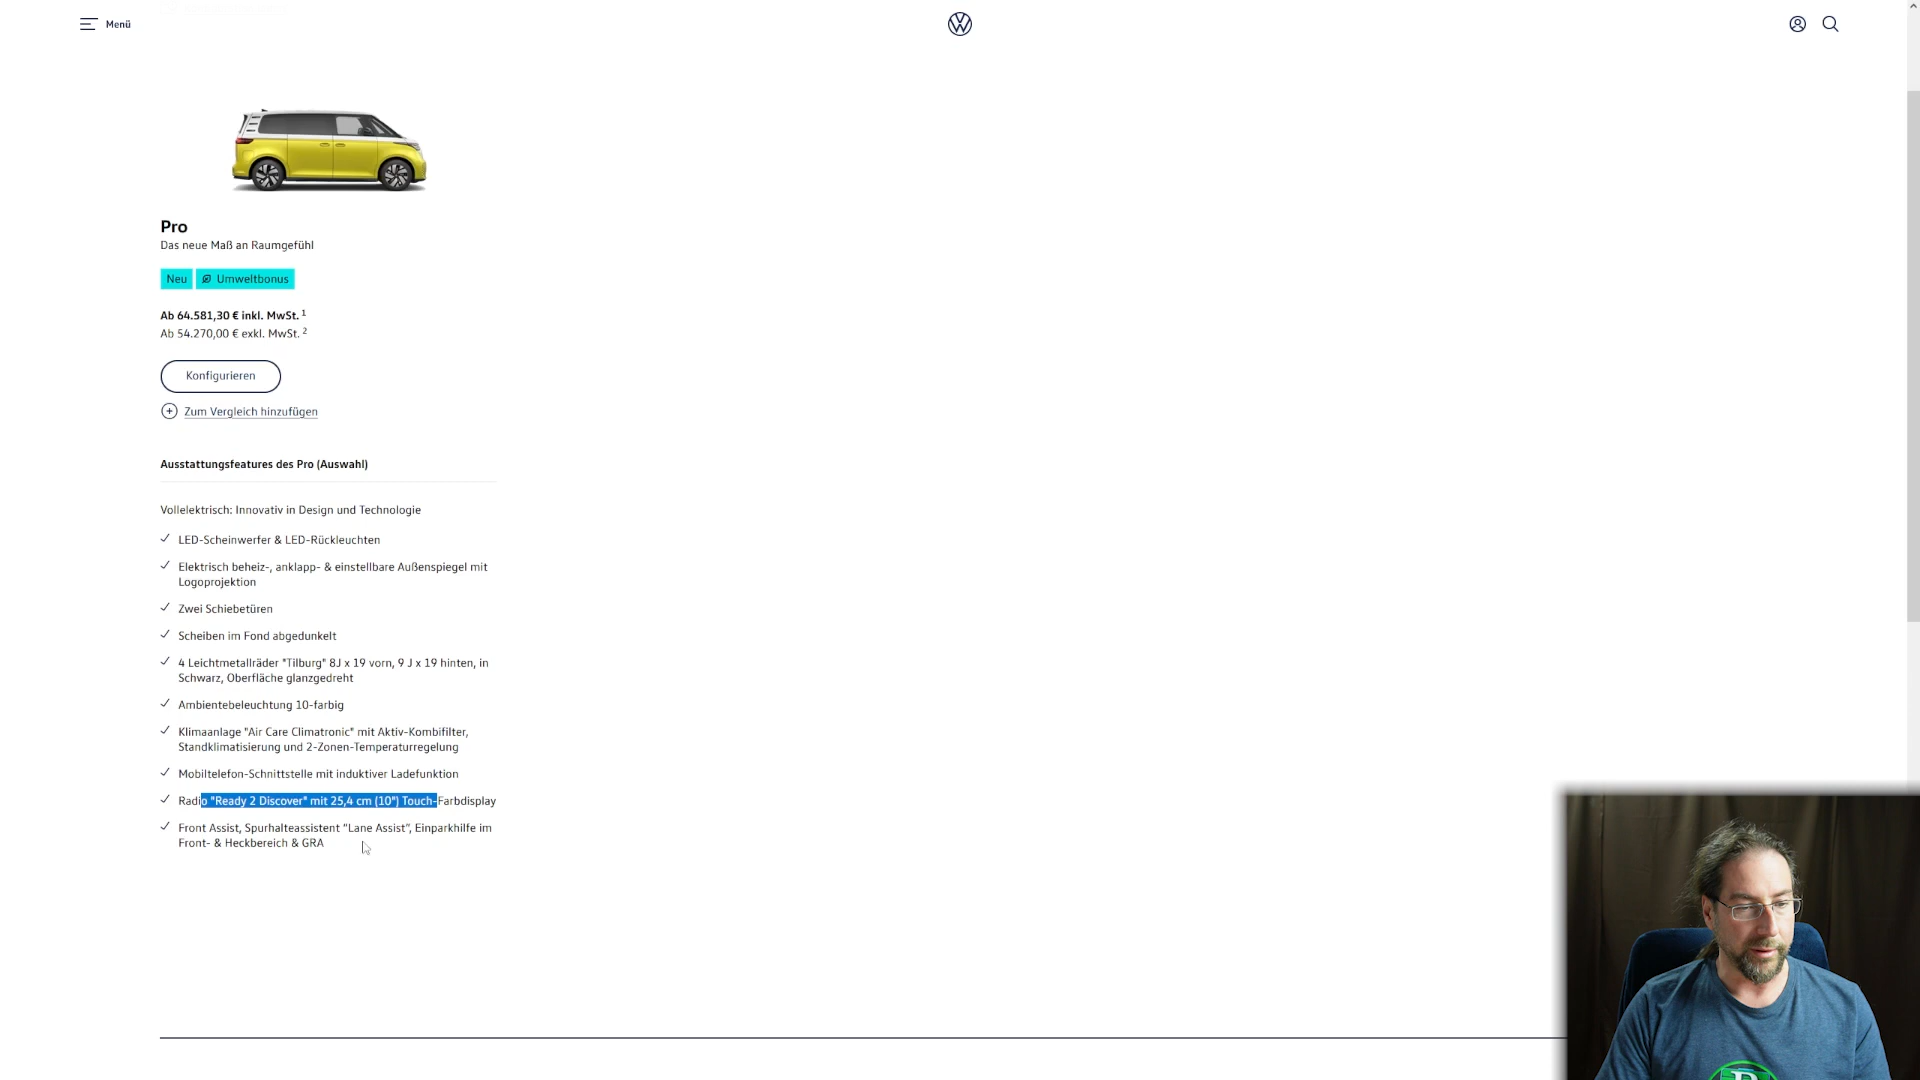 Menü
Pro
Das neue Maß an Raumgefühl
Neu Umweltbonus
Ab 64.581,30 € inkl. MwSt. 1
Ab 54.270,00 € exkl. MwSt. 2
Konfigurieren
Zum Vergleich hinzufügen
Ausstattungsfeatures des Pro (Auswahl)
Vollelektrisch: Innovativ in Design und Technologie
LED-Scheinwerfer & LED-Rückleuchten
Elektrisch beheiz-, anklapp- & einstellbare Außenspiegel mit
Logoprojektion
Zwei Schiebetüren
Scheiben im Fond abgedunkelt
4 Leichtmetallräder "Tilburg" 8J x 19 vorn, 9 J x 19 hinten, in
Schwarz, Oberfläche glanzgedreht
Ambientebeleuchtung 10-farbig
Klimaanlage "Air Care Climatronic" mit Aktiv-Kombifilter,
Standklimatisierung und 2-Zonen-Temperaturregelung
Mobiltelefon-Schnittstelle mit induktiver Ladefunktion
Radio "Ready 2 Discover" mit 25,4 cm (10") Touch-Farbdisplay
Front Assist, Spurhalteassistent “Lane Assist”, Einparkhilfe im
Front- & Heckbereich & GRA